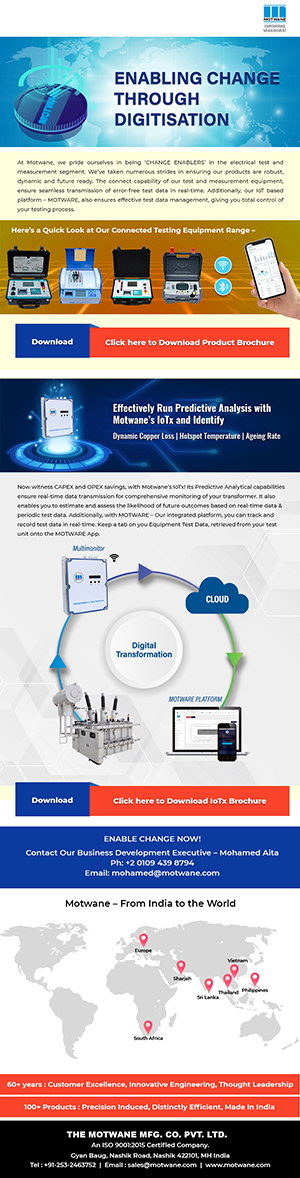 MOTWANE
EMPOWERING
MEASUREMENT
MOTWANE
ENABLING CHANGE
THROUGH
DIGITISATION
At Motwane, we pride ourselves in being 'CHANGE ENABLERS' in the electrical test and
measurement segment. We've taken numerous strides in ensuring our products are robust,
dynamic and future ready. The connect capability of our test and measurement equipment,
ensure seamless transmission of error-free test data in real-time. Additionally, our IoT based
platform – MOTWARE, also ensures effective test data management, giving you total control of
your testing process.
Here's a Quick Look at Our Connected Testing Equipment Range –
Download
Click here to Download Product Brochure
Effectively Run Predictive Analysis with
Motwane's IoTx and Identify
Dynamic Copper Loss | Hotspot Temperature | Ageing Rate
Now witness CAPEX and OPEX savings, with Motwane's IoTx! Its Predictive Analytical capabilities
ensure real-time data transmission for comprehensive monitoring of your transformer. It also
enables you to estimate and assess the likelihood of future outcomes based on real-time data &
periodic test data. Additionally, with MOTWARE – Our integrated platform, you can track and
record test data in real-time. Keep a tab on you Equipment Test Data, retrieved from your test
unit onto the MOTWARE App.
Multimonitor
CLOUD
Digital
Transformation
MOTWARE PLATFORM
Download
Click here to Download IoTx Brochure
ENABLE CHANGE NOW!
Contact Our Business Development Executive – Mohamed Aita
Ph: +2 0109 439 8794
Email: mohamed@motwane.com
Motwane – From India to the World
Europe
Vietnam
Sharjah
Sri Lanka
Thailand
Philippines
South Africa
60+ years : Customer Excellence, Innovative Engineering, Thought Leadership
100+ Products : Precision Induced, Distinctly Efficient, Made In India
THE MOTWANE MFG. CO. PVT. LTD.
An ISO 9001:2015 Certified Company.
Gyan Baug, Nashik Road, Nashik 422101, MH India
Tel : +91-253-2463752 | Email : sales@motwane.com | www.motwane.com